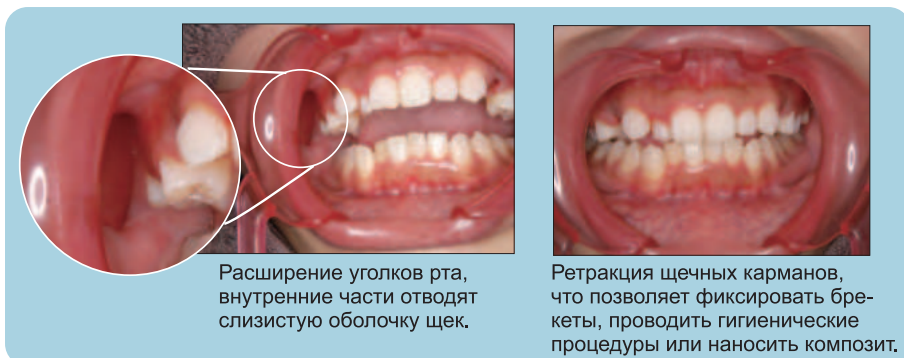 Расширение уголков рта,
внутренние части отводят
слизистую оболочку щек.
Ретракция щечных карманов,
что позволяет фиксировать бре-
кеты, проводить гигиенические
процедуры или наносить композит.